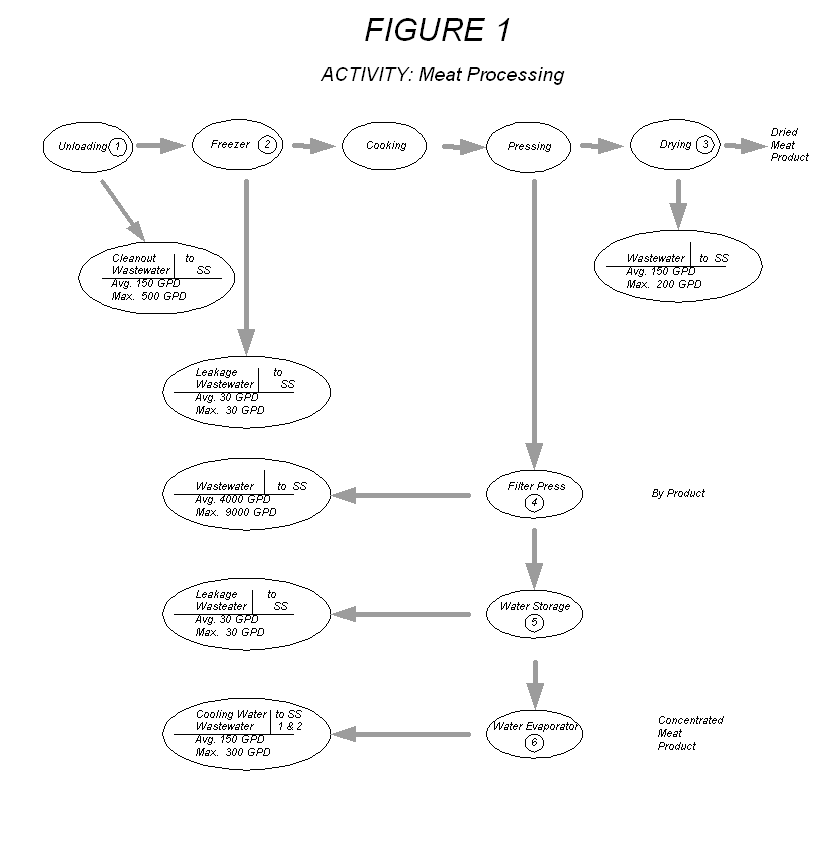 FIGURE 1
ACTIVITY: Meat Processing
Unloading 1
Freezer 2
Cooking
Pressing
Drying 3
Dried
Meat
Product
Cleanout to
Wastewater SS
Avg. 150 GPD
Max. 500 GPD
Wastewater to SS
Avg. 150 GPD
Max. 200 GPD
Leakage to
Wastewater SS
Avg. 30 GPD
Max. 30 GPD
Wastewater to SS
Avg. 4000 GPD
Max. 9000 GPD
Filter Press
4
By Product
Leakage to
Wasteater SS
Avg. 30 GPD
Max. 30 GPD
Water Storage
5
Cooling Water to SS
Wastewater 1 & 2
Avg. 150 GPD
Max. 300 GPD
Water Evaporator
6
Concentrated
Meat
Product